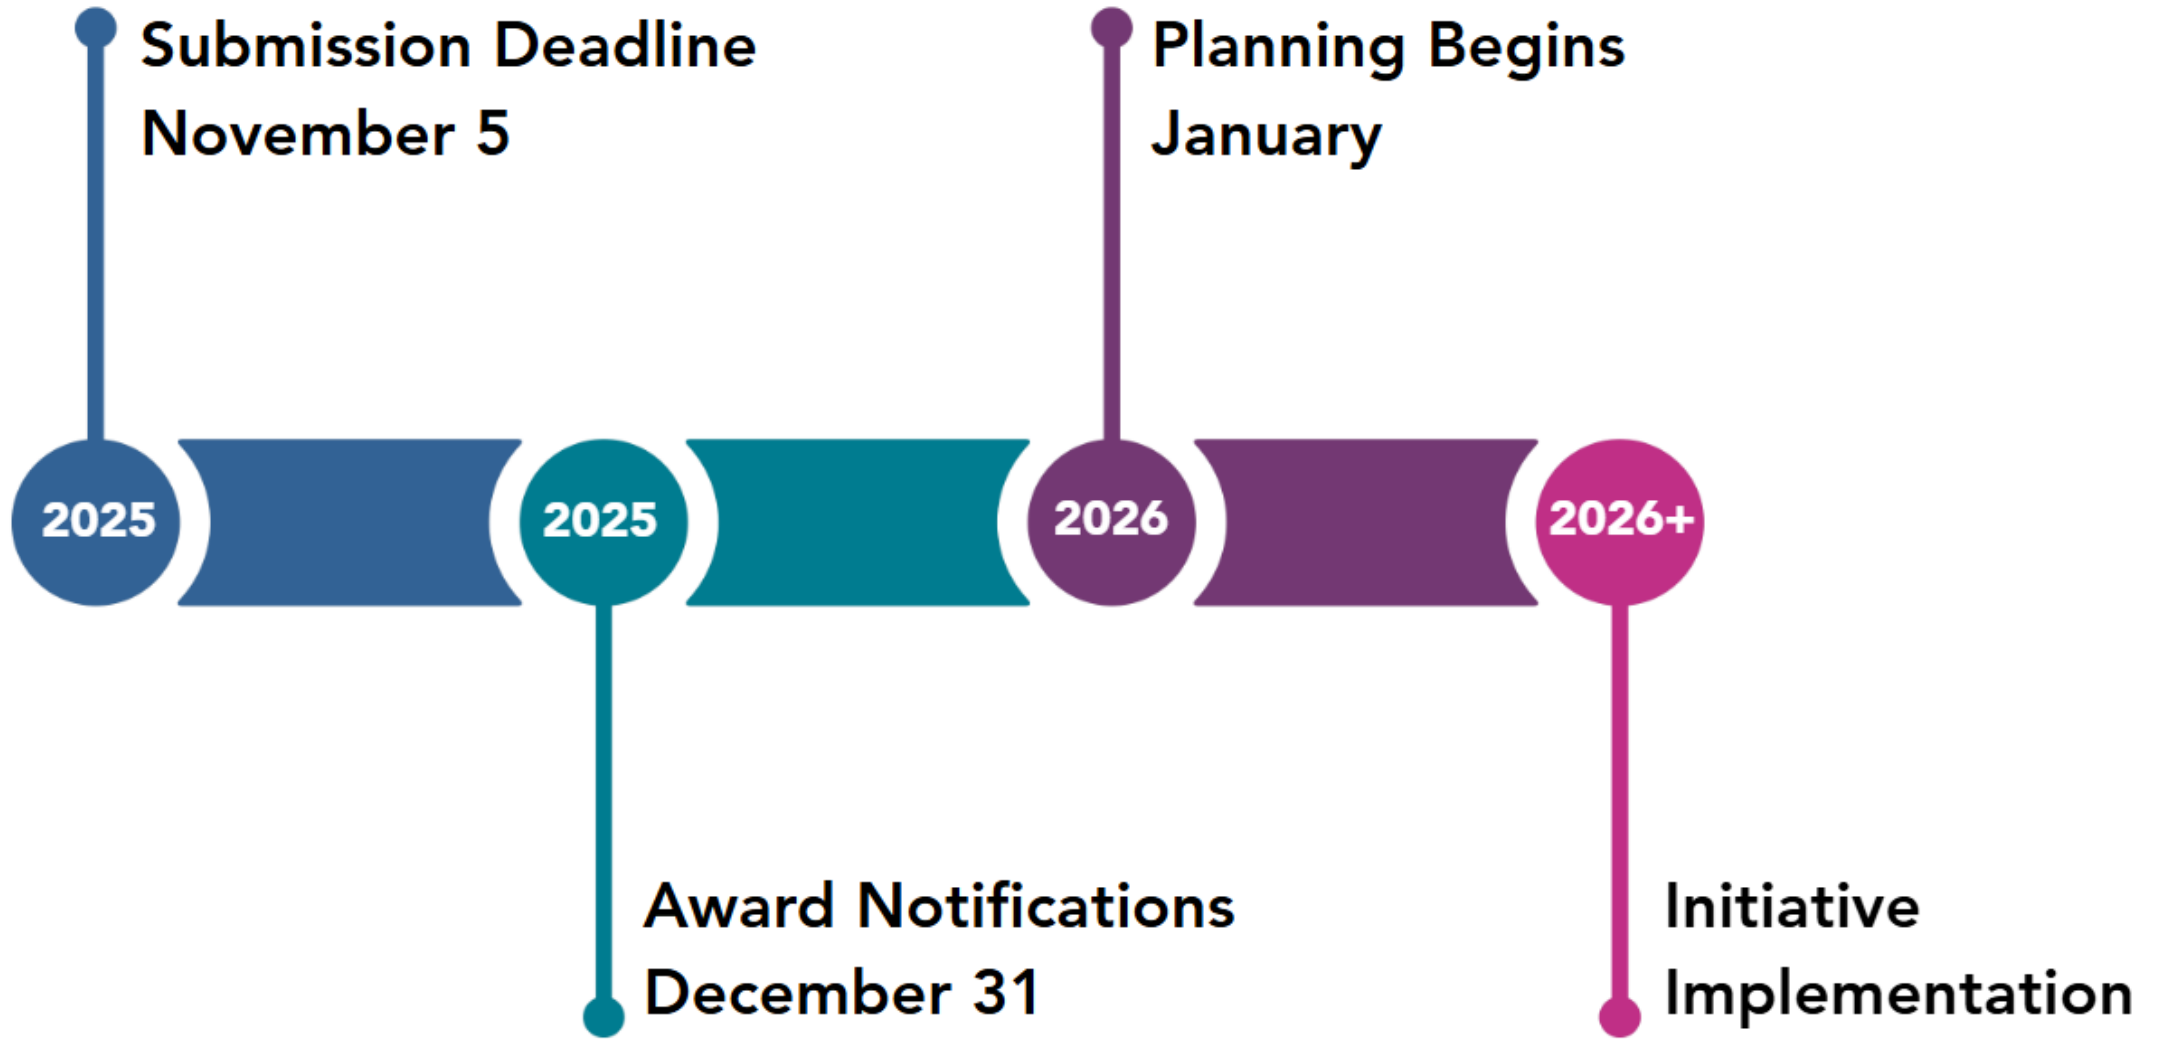 Submission Deadline
November 5
Planning Begins
January
2025
2025
2026
2026+
Award Notifications
December 31
Initiative
Implementation